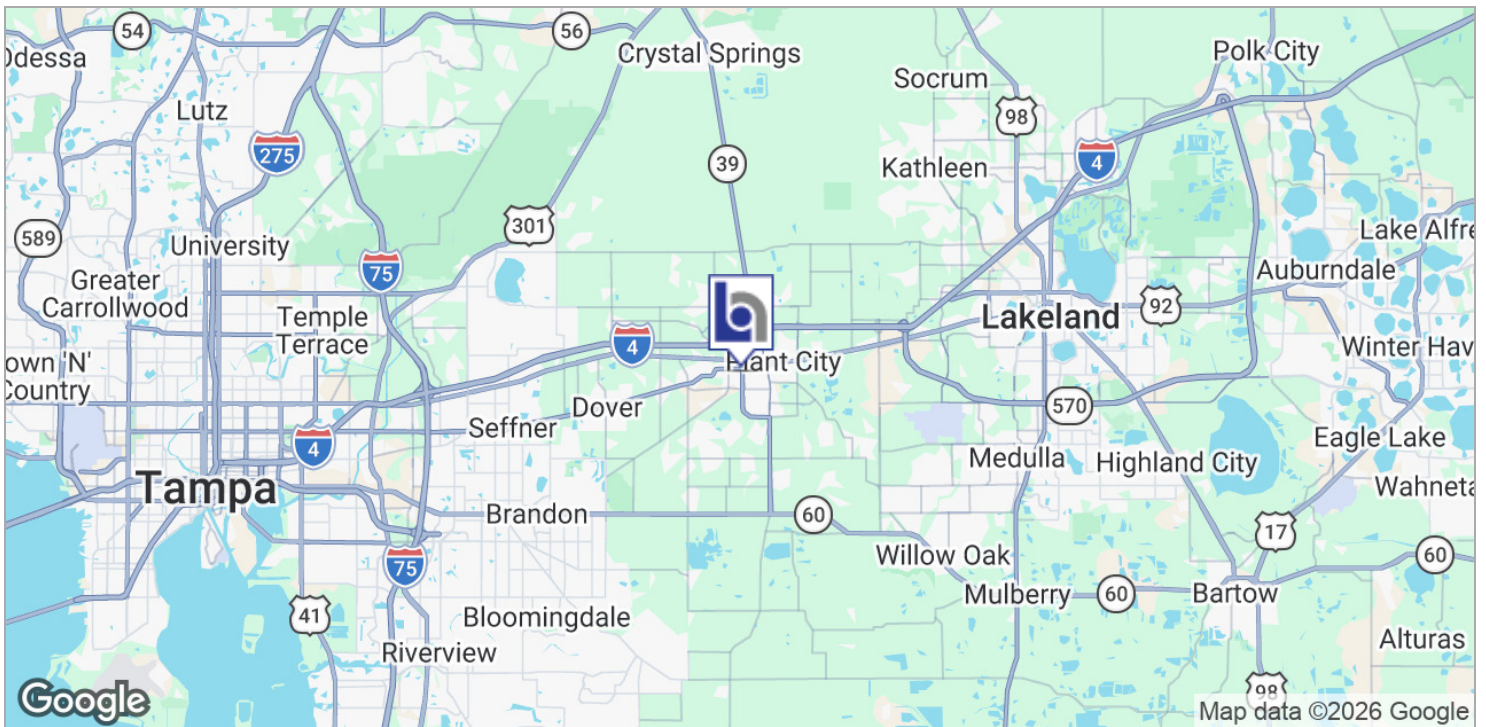 54
56
Odessa
Crystal Springs
Polk City
Socrum
Lutz
98
275
4
39
Kathleen
301
589
University
Lake Alfre
75
Auburndale
Greater
Carrollwood
92
Temple
Terrace
Lakeland
4
own 'N'
Country
Plant City
Winter Hav
570
Dover
Seffner
Eagle Lake
4
Medulla
Highland City
Tampa
Wahneta
Brandon
60
17
Willow Oak
60
75
Mulberry
60
Bartow
41
Bloomingdale
Alturas
Riverview
98
Google
Map data ©2026 Google